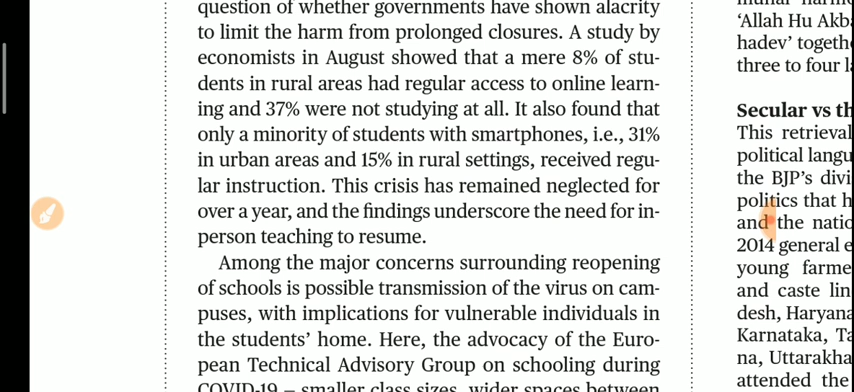 question of whether governments have shown alacrity
to limit the harm from prolonged closures. A study by
economists in August showed that a mere 8% of stu-
dents in rural areas had regular access to online learn-
ing and 37% were not studying at all. It also found that
only a minority of students with smartphones, i.e., 31%
in urban areas and 15% in rural settings, received regu-
lar instruction. This crisis has remained neglected for
over a year, and the findings underscore the need for in-
person teaching to resume.
Among the major concerns surrounding reopening
of schools is possible transmission of the virus on cam-
puses, with implications for vulnerable individuals in
the students' home. Here, the advocacy of the Euro-
pean Technical Advisory Group on schooling during
COVID-19 — smaller class sizes, wider spaces between
'Allah Hu Akb
hadev' togeth
three to four l
Secular vs th
This retrieval
political langu
the BJP's divi
politics that h
and the natio
2014 general e
young farme
and caste lin
desh, Haryana
Karnataka, Ta
na, Uttarakha
attended the